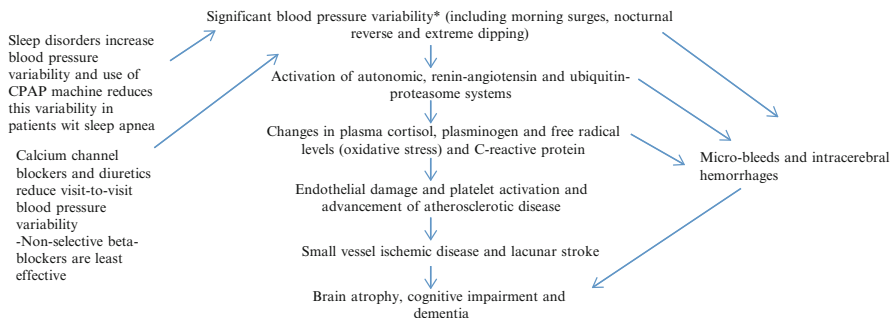 Significant blood pressure variability* (including morning surges, nocturnal
reverse and extreme dipping)
Sleep disorders increase
blood pressure
variability and use of
CPAP machine reduces
this variability in
patients wit sleep apnea
Activation of autonomic, renin-angiotensin and ubiquitin-
proteasome systems
Changes in plasma cortisol, plasminogen and free radical
levels (oxidative stress) and C-reactive protein
Calcium channel
blockers and diuretics
reduce visit-to-visit
blood pressure
variability
-Non-selective beta-
blockers are least
effective
Micro-bleeds and intracerebral
hemorrhages
Endothelial damage and platelet activation and
advancement of atherosclerotic disease
Small vessel ischemic disease and lacunar stroke
Brain atrophy, cognitive impairment and
dementia